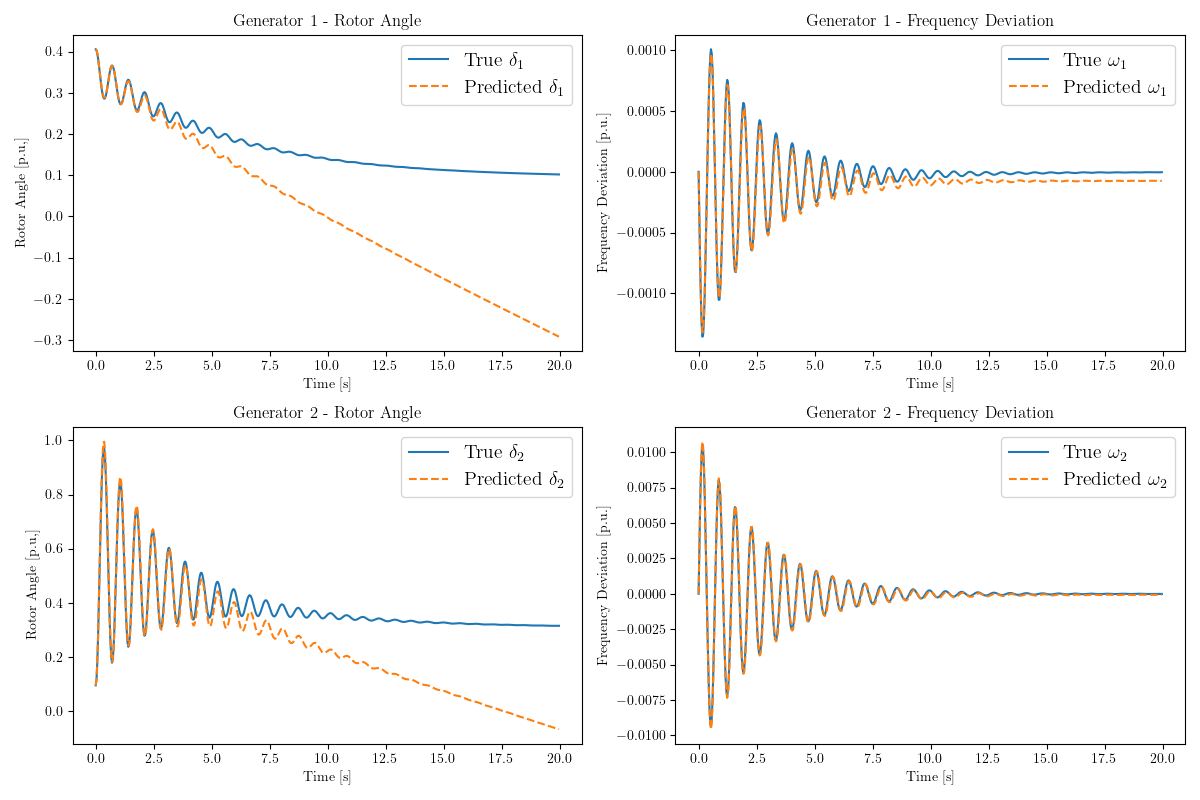 Generator 1 - Rotor Angle
0.4
0.3
0.2
0.1
0.0
−0.1
−0.2
−0.3
Rotor Angle [p.u,]
True δ₁
Predicted δ₁
0.0 2.5 5.0 7.5 10.0 12.5 15.0 17.5 20.0
Time [s]
Generator 1 - Frequency Deviation
0.0010
0.0005
0.0000
−0.0005
−0.0010
Frequency Deviation [p.u.]
True ω₁
Predicted ω₁
0.0 2.5 5.0 7.5 10.0 12.5 15.0 17.5 20.0
Time [s]
Generator 2 - Rotor Angle
1.0
0.8
0.6
0.4
0.2
0.0
Rotor Angle [p.u,]
True δ₂
Predicted δ₂
0.0 2.5 5.0 7.5 10.0 12.5 15.0 17.5 20.0
Time [s]
Generator 2 - Frequency Deviation
0.0100
0.0075
0.0050
0.0025
0.0000
−0.0025
−0.0050
−0.0075
−0.0100
Frequency Deviation [p.u.]
True ω₂
Predicted ω₂
0.0 2.5 5.0 7.5 10.0 12.5 15.0 17.5 20.0
Time [s]